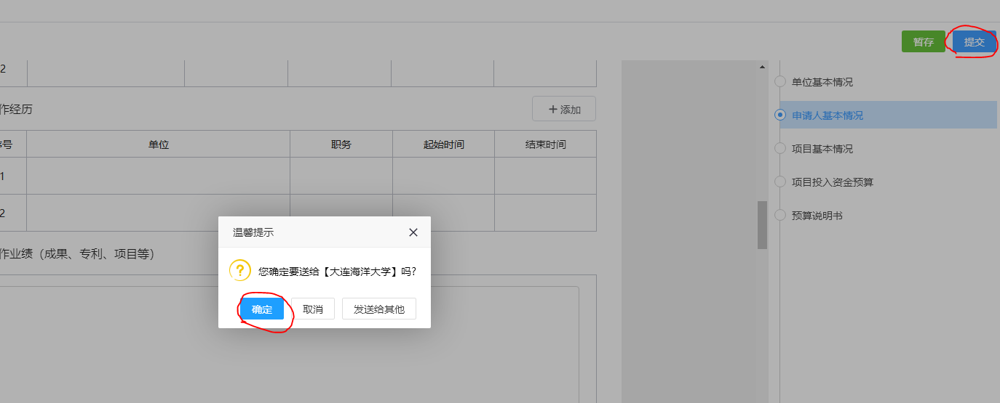 暂存
提交
2
作经历
添加
序号
单位
职务
起始时间
结束时间
1
2
作业绩（成果、专利、项目等）
单位基本情况
申请人基本情况
项目基本情况
项目投入资金预算
预算说明书
温馨提示
您确定要送给【大连海洋大学】吗?
确定
取消
发送给其他